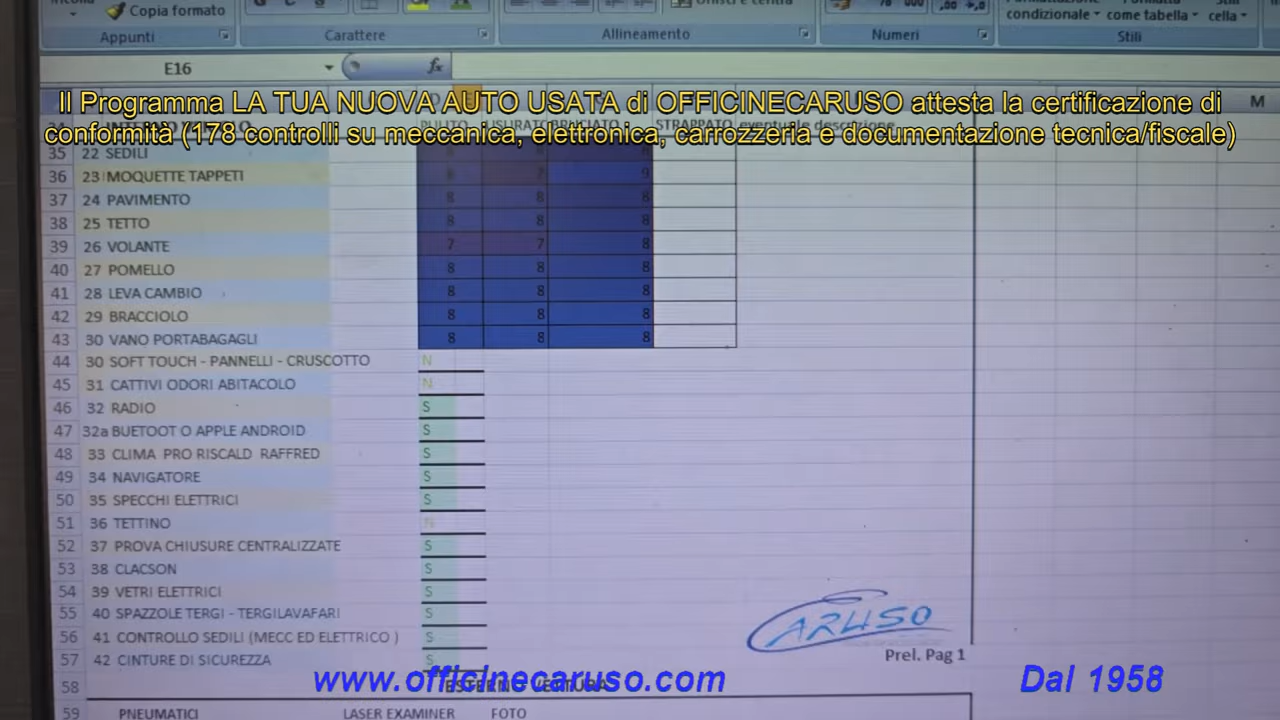 Copia formato
condizionale come tabella cella
Appunti Carattere Allineamento Numeri Stili
E16 fx
Il Programma LA TUA NUOVA AUTO USATA di OFFICINECARUSO attesta la certificazione di
conformità (178 controlli su meccanica, elettronica, carrozzeria e documentazione tecnica/fiscale)
M
STRAPPATO
35 22 SEDILI
36 23 MOQUETTE TAPPETI 7 9
37 24 PAVIMENTO 8 8 8
38 25 TETTO 8 8 8
39 26 VOLANTE 7 7 8
40 27 POMELLO 8 8 8
41 28 LEVA CAMBIO 8 8 8
42 29 BRACCIOLO 8 8 8
43 30 VANO PORTABAGAGLI 8 8 8
44 30 SOFT TOUCH - PANNELLI - CRUSCOTTO N
45 31 CATTIVI ODORI ABITACOLO N
46 32 RADIO S
47 32a BUETOOT O APPLE ANDROID S
48 33 CLIMA PRO RISCALD RAFFRED S
49 34 NAVIGATORE S
50 35 SPECCHI ELETTRICI S
51 36 TETTINO N
52 37 PROVA CHIUSURE CENTRALIZZATE S
53 38 CLACSON S
54 39 VETRI ELETTRICI S
55 40 SPAZZOLE TERGI - TERGILAVAFARI S
56 41 CONTROLLO SEDILI (MECC ED ELETTRICO ) S
57 42 CINTURE DI SICUREZZA S
CARUSO
Prel. Pag 1
58
www.officinecaruso.com Dal 1958
59 PNEUMATICI LASER EXAMINER FOTO